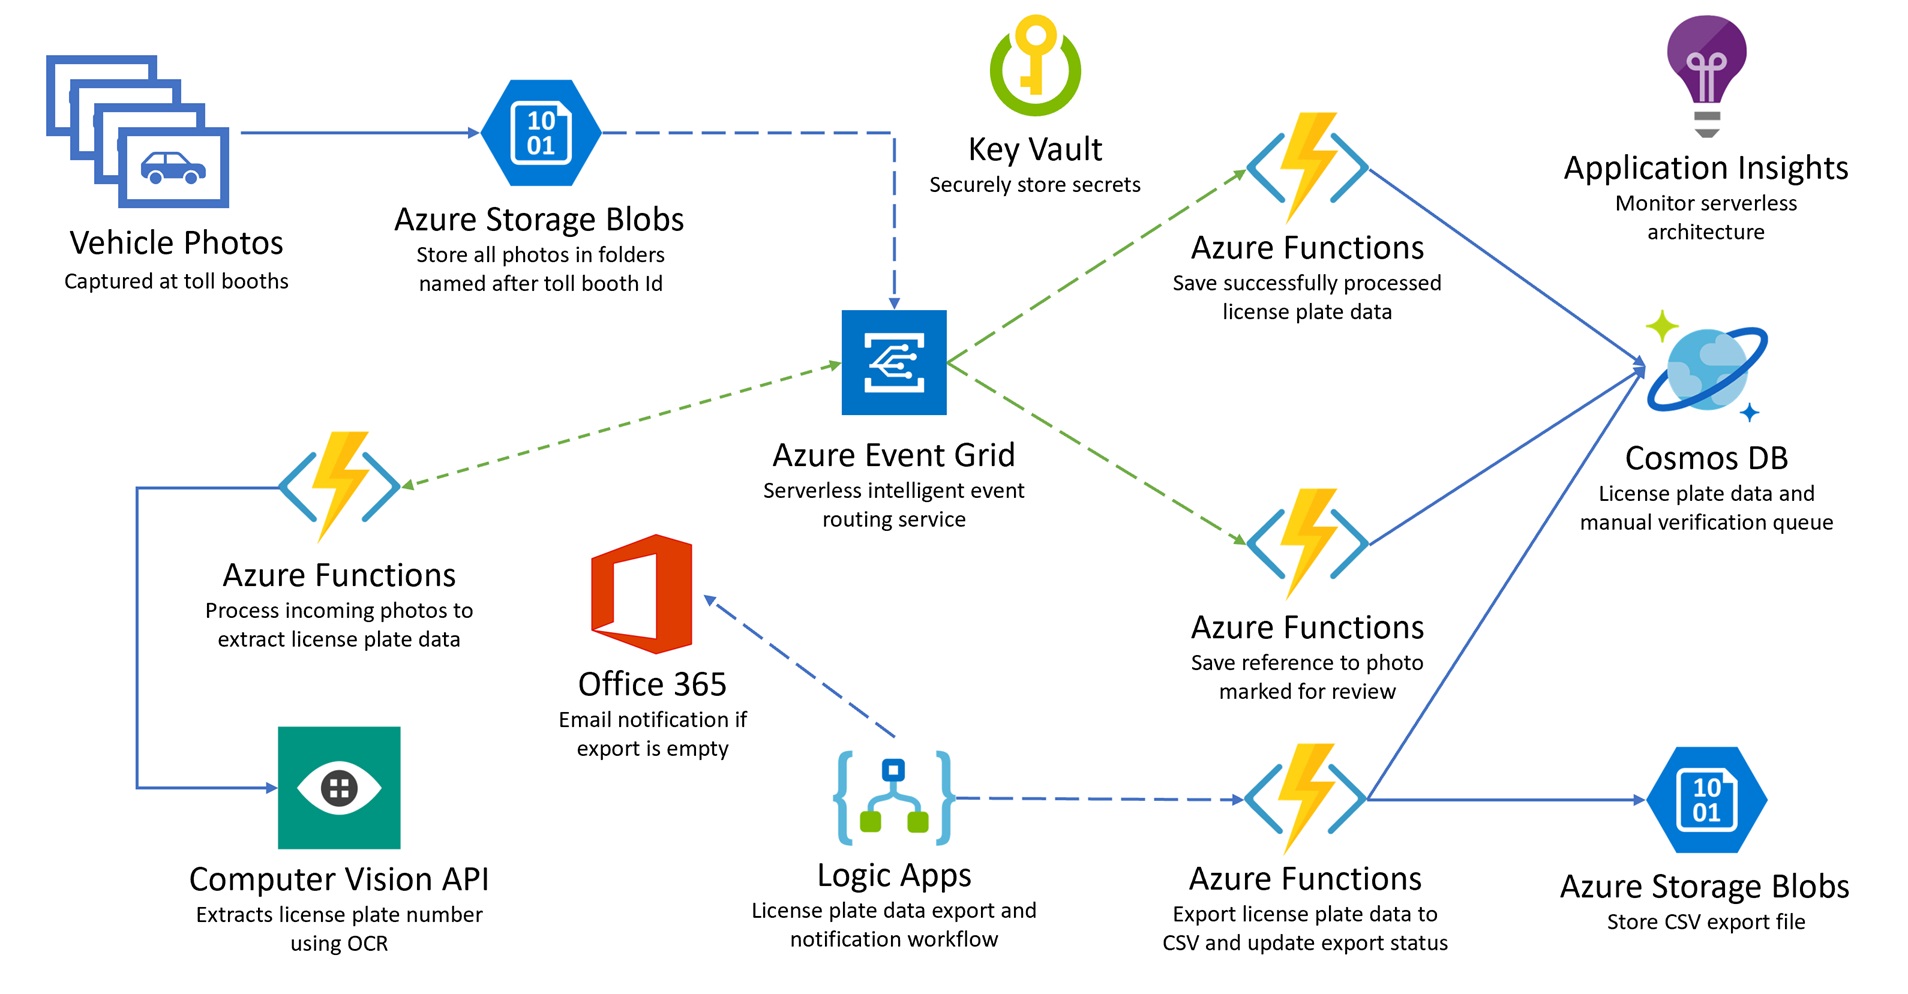 Vehicle Photos
Captured at toll booths
10
01
Azure Storage Blobs
Store all photos in folders
named after toll booth Id
Key Vault
Securely store secrets
Azure Functions
Save successfully processed
license plate data
Application Insights
Monitor serverless
architecture
Azure Event Grid
Serverless intelligent event
routing service
Cosmos DB
License plate data and
manual verification queue
Azure Functions
Process incoming photos to
extract license plate data
Office 365
Email notification if
export is empty
Azure Functions
Save reference to photo
marked for review
Computer Vision API
Extracts license plate number
using OCR
Logic Apps
License plate data export and
notification workflow
Azure Functions
Export license plate data to
CSV and update export status
10
01
Azure Storage Blobs
Store CSV export file